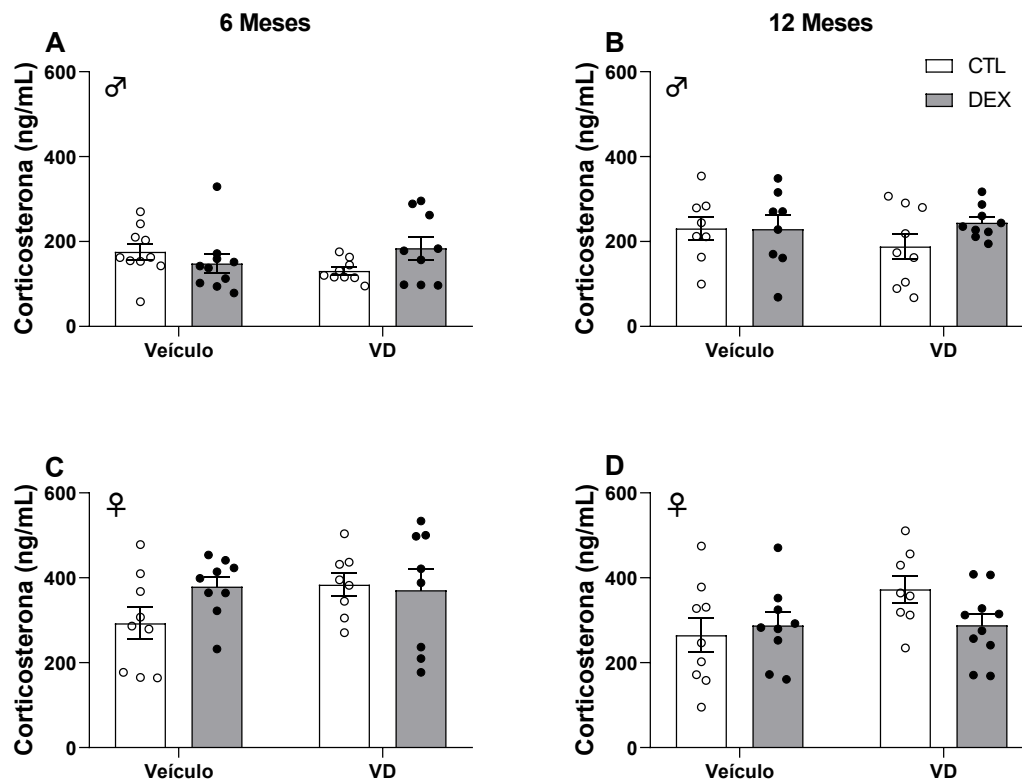 6 Meses
12 Meses
A
B
♂
♂
CTL
DEX
Corticosterona (ng/mL)
600
400
200
0
Veículo
VD
Corticosterona (ng/mL)
600
400
200
0
Veículo
VD
C
D
♀
♀
Corticosterona (ng/mL)
600
400
200
0
Veículo
VD
Corticosterona (ng/mL)
600
400
200
0
Veículo
VD